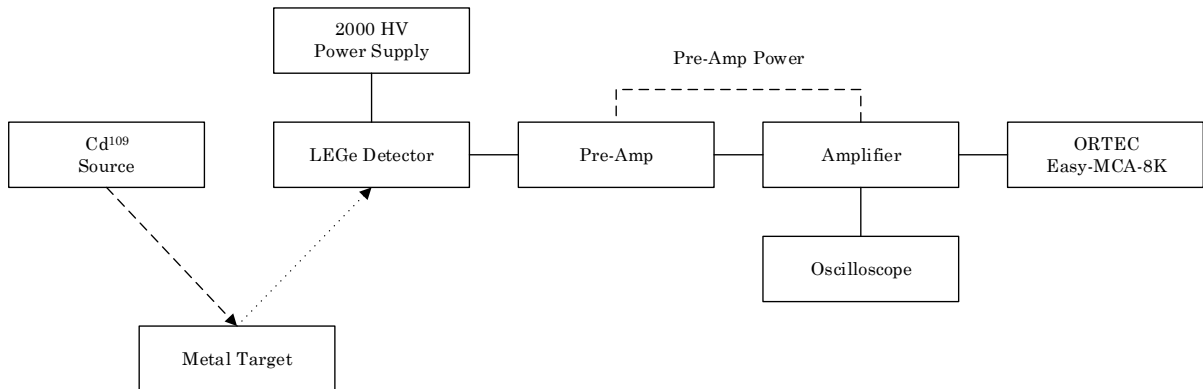 2000 HV
Power Supply
Pre-Amp Power
Cd¹⁰⁹
Source
LEGe Detector
Pre-Amp
Amplifier
ORTEC
Easy-MCA-8K
Oscilloscope
Metal Target